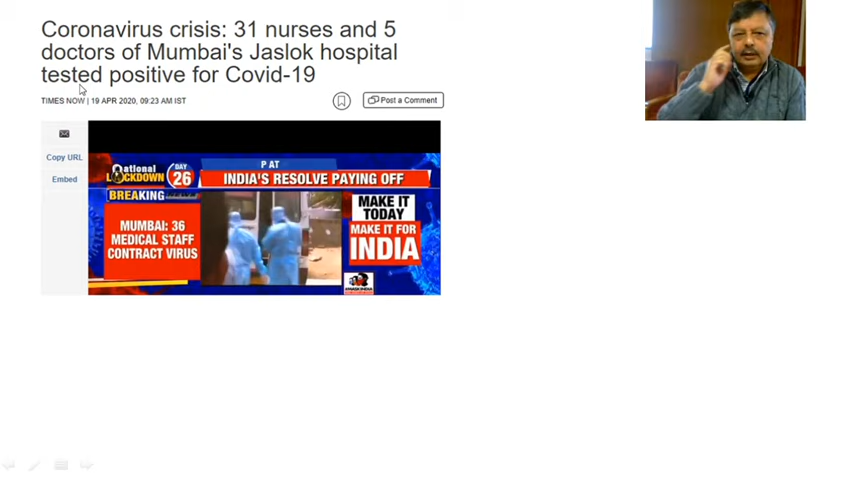 Coronavirus crisis: 31 nurses and 5
doctors of Mumbai's Jaslok hospital
tested positive for Covid-19
TIMES NOW | 19 APR 2020, 09:23 AM IST
Post a Comment
Copy URL
Embed
National
LOCKDOWN
DAY
26
P AT
INDIA'S RESOLVE PAYING OFF
BREAKING NEWS
MUMBAI: 36
MEDICAL STAFF
CONTRACT VIRUS
MAKE IT
TODAY
MAKE IT FOR
INDIA
#MASKINDIA